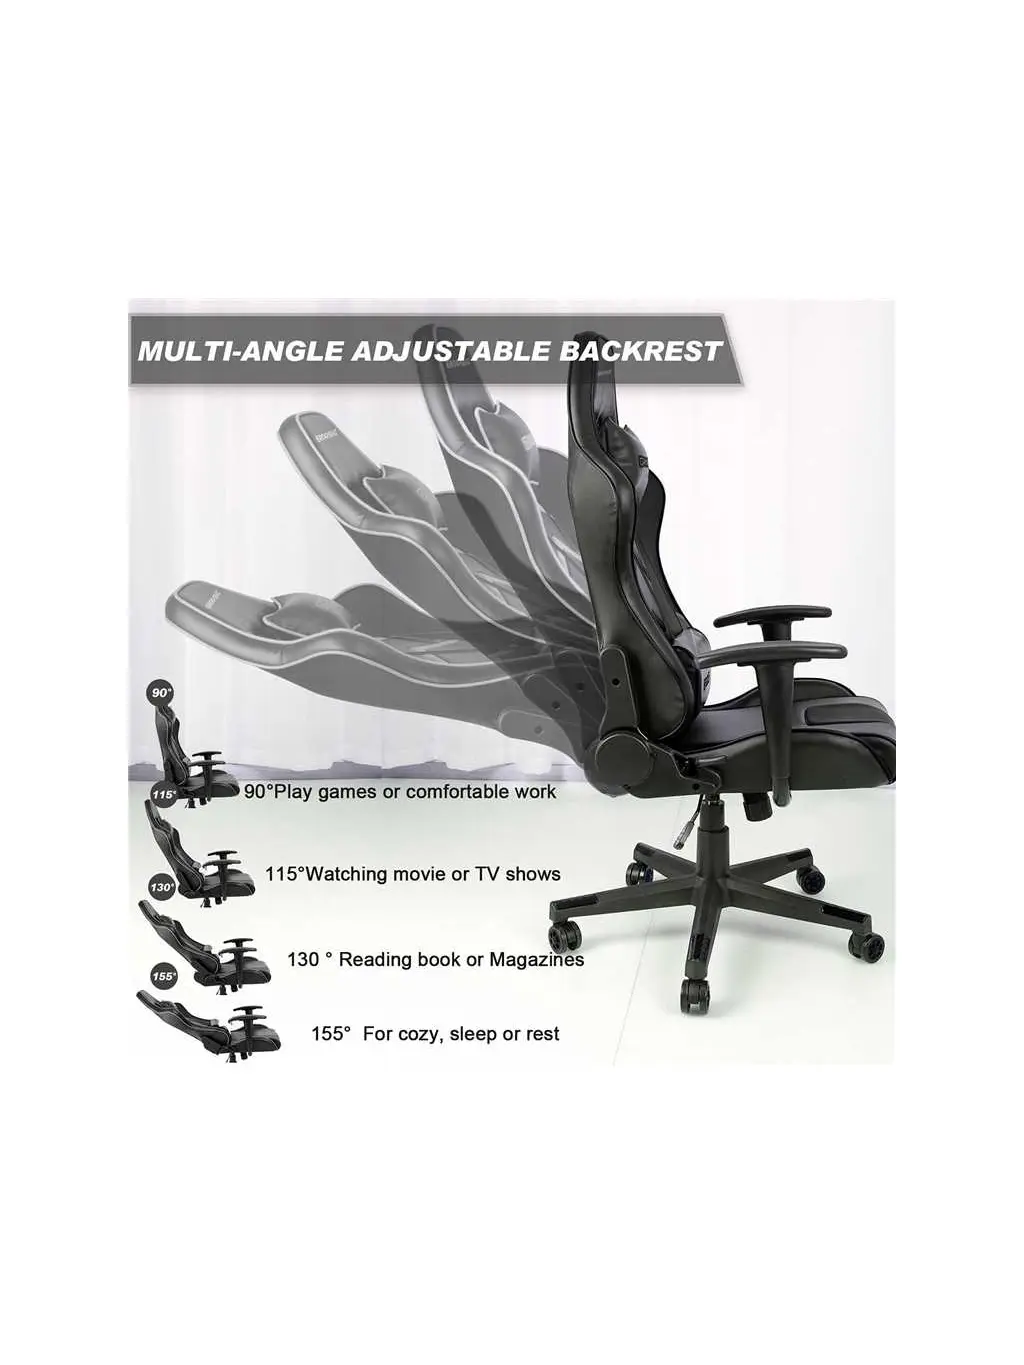 MULTI-ANGLE ADJUSTABLE BACKREST
90°
115°
90°Play games or comfortable work
115°Watching movie or TV shows
130°
130 ° Reading book or Magazines
155°
155° For cozy, sleep or rest